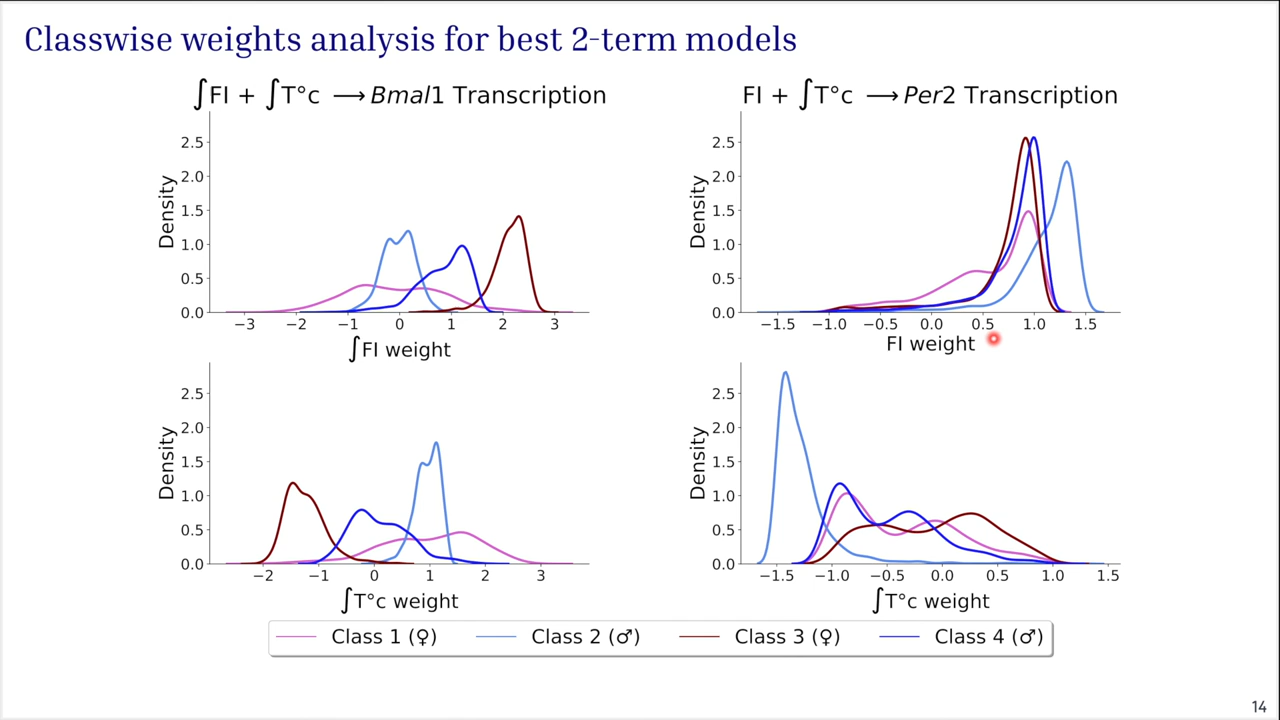 Classwise weights analysis for best 2-term models
∫FI + ∫T°c ⟶ Bmal1 Transcription
2.5
2.0
1.5
1.0
0.5
0.0
Density
−3 −2 −1 0 1 2 3
∫FI weight
FI + ∫T°c ⟶ Per2 Transcription
2.5
2.0
1.5
1.0
0.5
0.0
Density
−1.5 −1.0 −0.5 0.0 0.5 1.0 1.5
FI weight
2.5
2.0
1.5
1.0
0.5
0.0
Density
−2 −1 0 1 2 3
∫T°c weight
2.5
2.0
1.5
1.0
0.5
0.0
Density
−1.5 −1.0 −0.5 0.0 0.5 1.0 1.5
∫T°c weight
Class 1 (♀) Class 2 (♂) Class 3 (♀) Class 4 (♂)
14